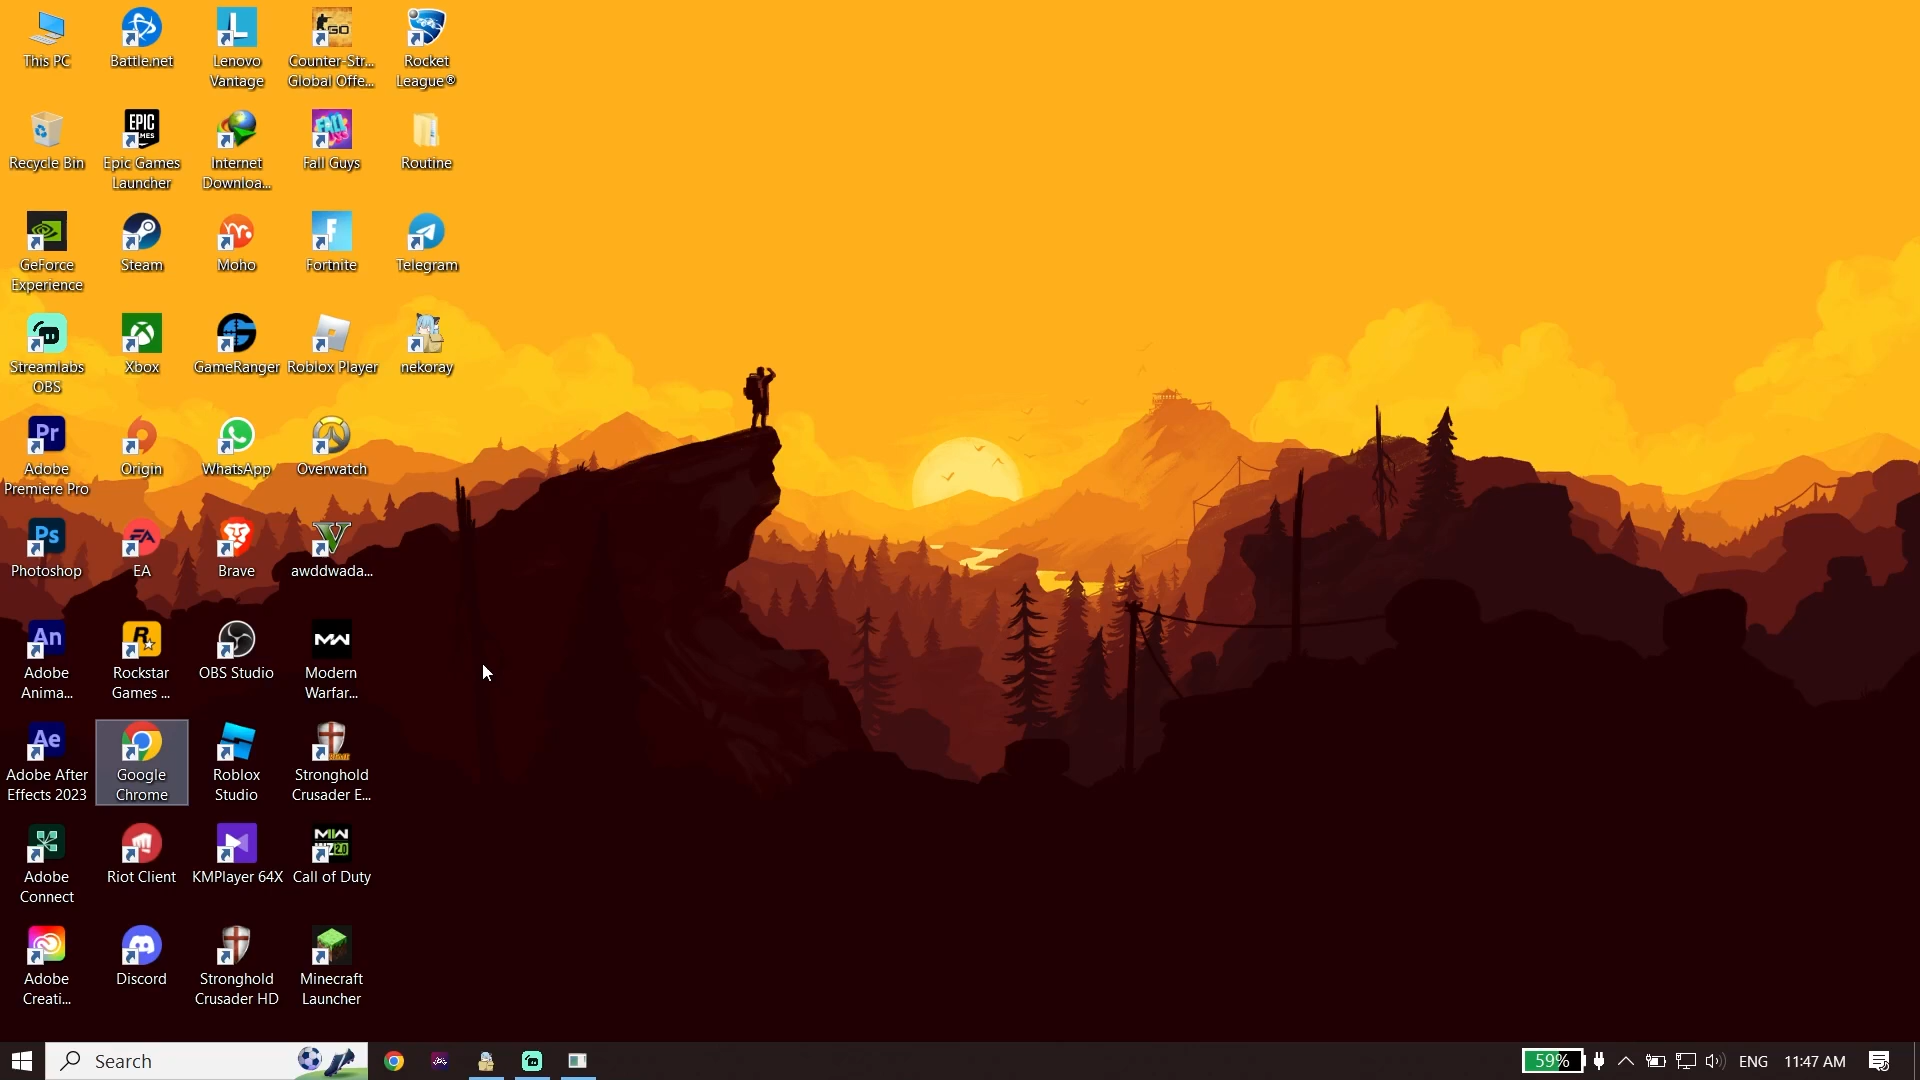 This PC
Battle.net
Lenovo
Vantage
Counter-Str...
Global Offe...
Rocket
League®
Recycle Bin
Epic Games
Launcher
Internet
Downloa...
Fall Guys
Routine
GeForce
Experience
Steam
Moho
Fortnite
Telegram
Streamlabs
OBS
Xbox
GameRanger
Roblox Player
nekoray
Adobe
Premiere Pro
Origin
WhatsApp
Overwatch
Photoshop
EA
Brave
awddwada...
Adobe
Anima...
Rockstar
Games ...
OBS Studio
Modern
Warfar...
Adobe After
Effects 2023
Google
Chrome
Roblox
Studio
Stronghold
Crusader E...
Adobe
Connect
Riot Client
KMPlayer 64X
Call of Duty
Adobe
Creati...
Discord
Stronghold
Crusader HD
Minecraft
Launcher
Search
59%
ENG
11:47 AM